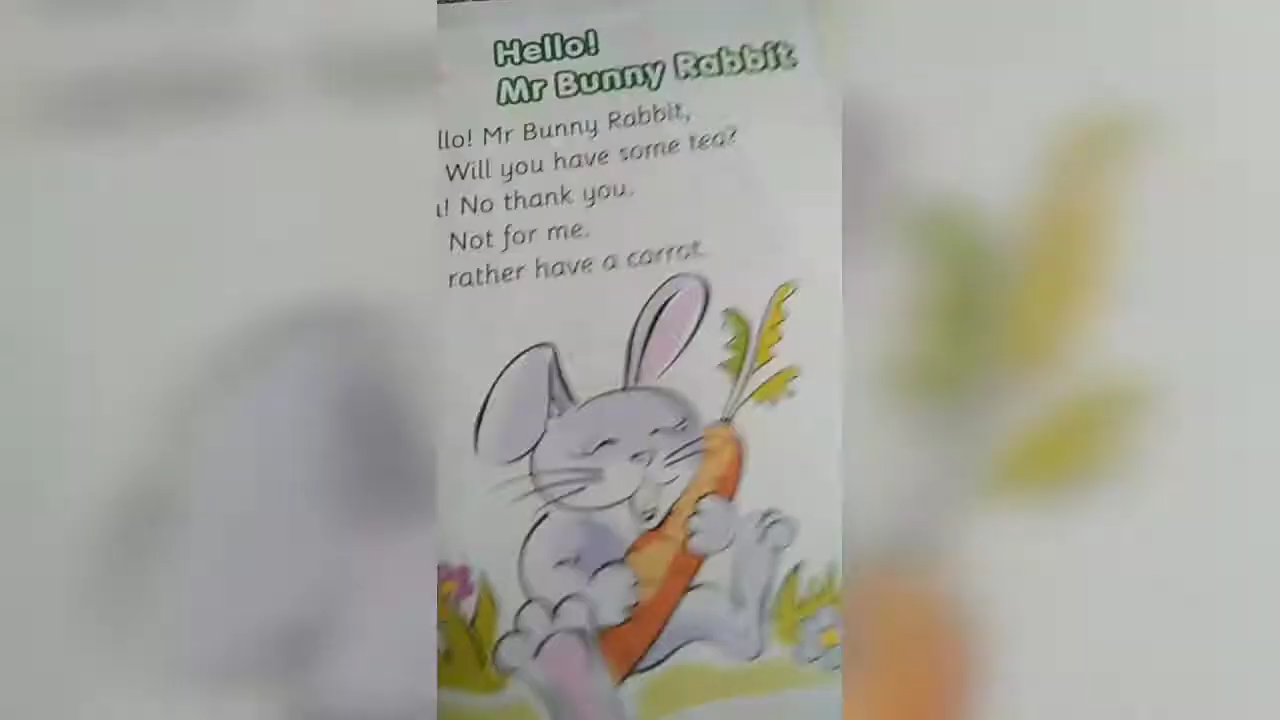 Hello!
Mr Bunny Rabbit
llo! Mr Bunny Rabbit,
Will you have some tea?
! No thank you.
Not for me.
rather have a carrot.